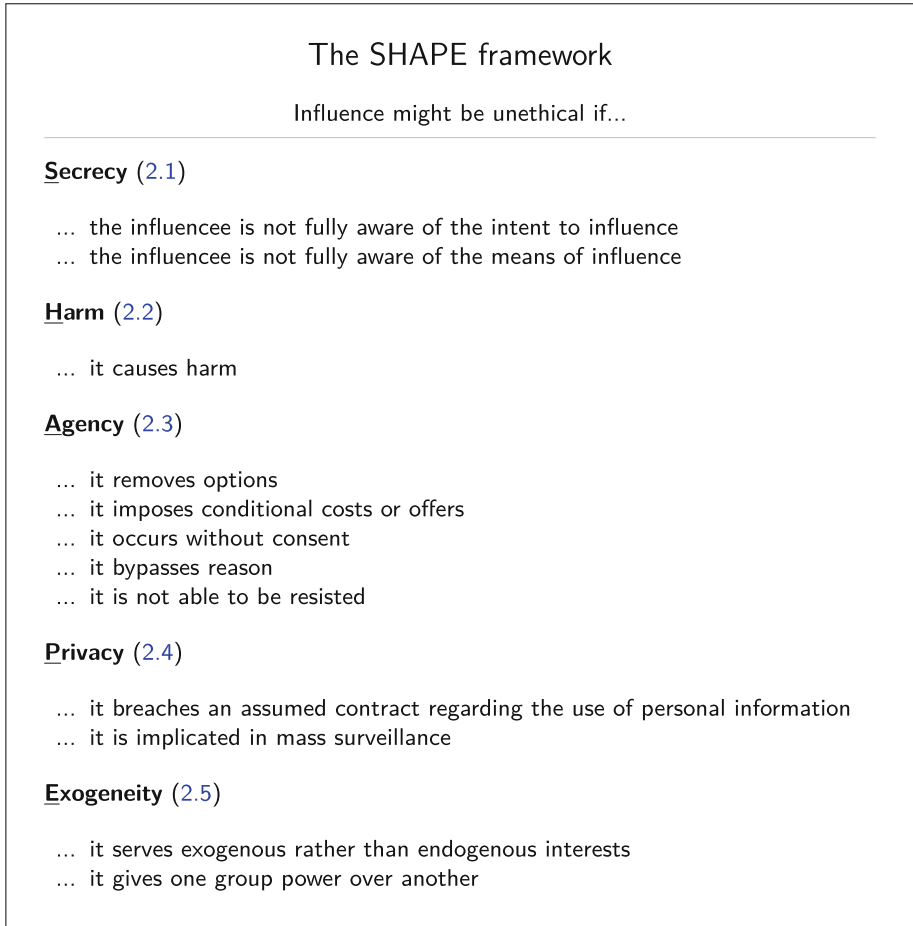 The SHAPE framework
Influence might be unethical if...
Secrecy (2.1)
... the influencee is not fully aware of the intent to influence
... the influencee is not fully aware of the means of influence
Harm (2.2)
... it causes harm
Agency (2.3)
... it removes options
... it imposes conditional costs or offers
... it occurs without consent
... it bypasses reason
... it is not able to be resisted
Privacy (2.4)
... it breaches an assumed contract regarding the use of personal information
... it is implicated in mass surveillance
Exogeneity (2.5)
... it serves exogenous rather than endogenous interests
... it gives one group power over another